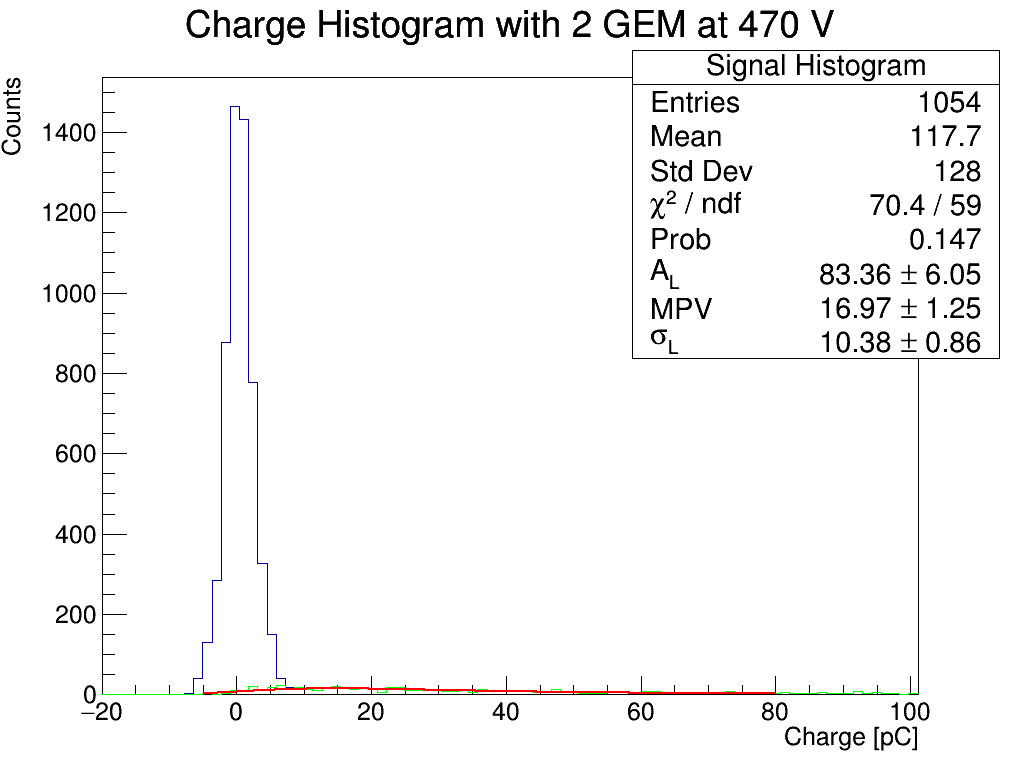 Charge Histogram with 2 GEM at 470 V
Signal Histogram
Entries 1054
Mean 117.7
Std Dev 128
χ² / ndf 70.4 / 59
Prob 0.147
A_L 83.36 ± 6.05
MPV 16.97 ± 1.25
σ_L 10.38 ± 0.86
Counts
1400
1200
1000
800
600
400
200
0
−20 0 20 40 60 80 100
Charge [pC]